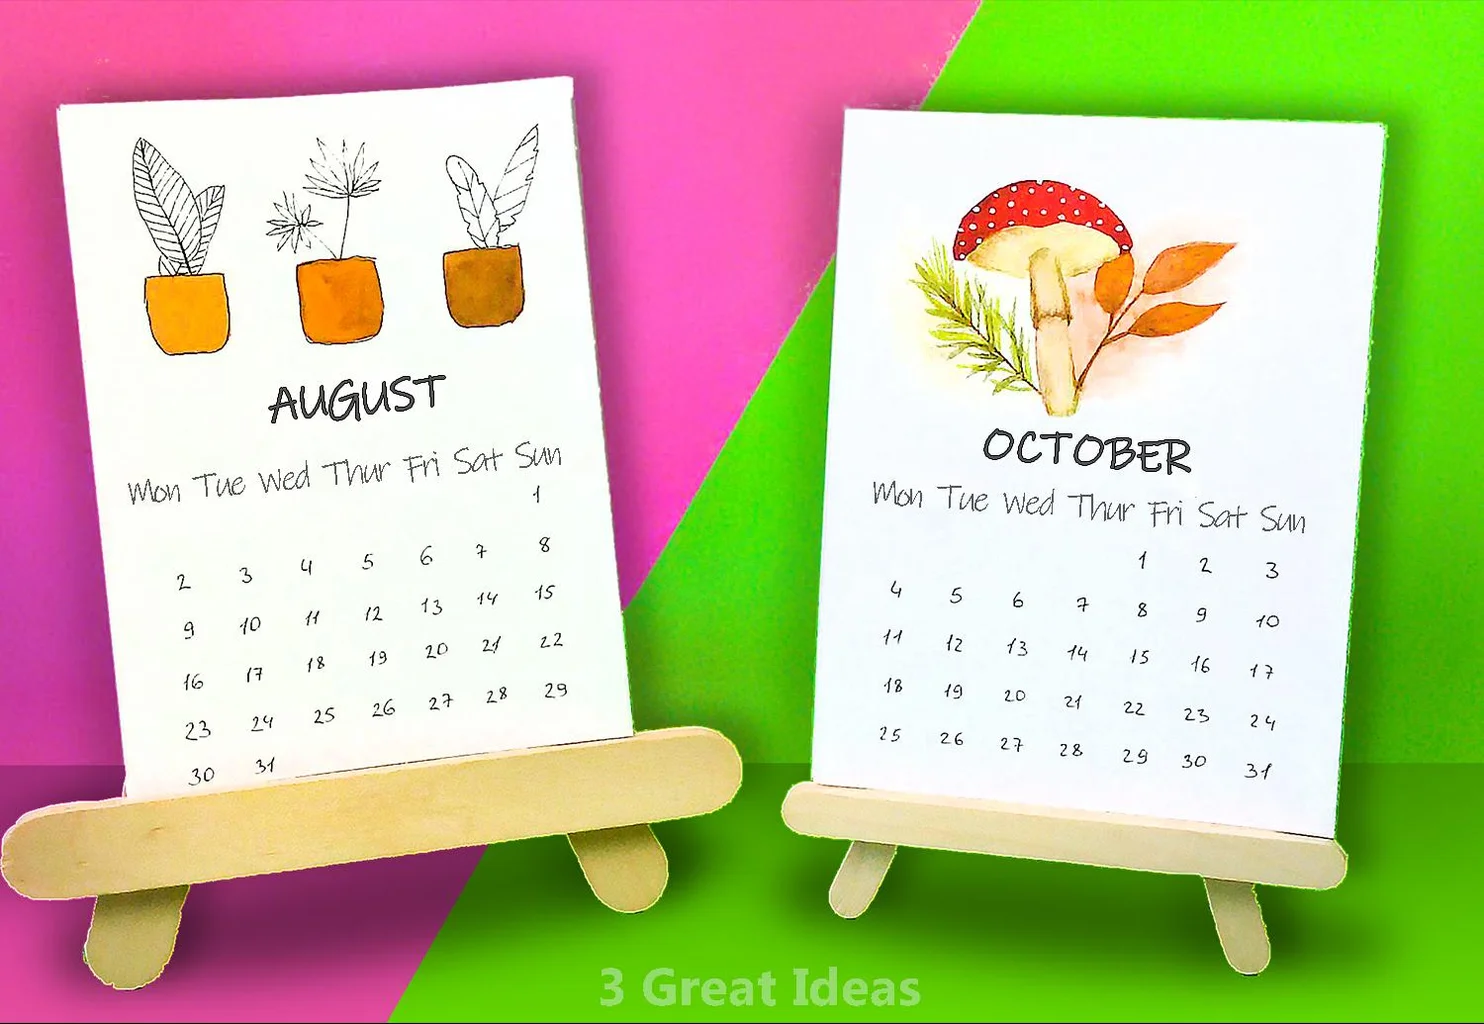 AUGUST
Mon Tue Wed Thur Fri Sat Sun
1
2 3 4 5 6 7 8
9 10 11 12 13 14 15
16 17 18 19 20 21 22
23 24 25 26 27 28 29
30 31
OCTOBER
Mon Tue Wed Thur Fri Sat Sun
1 2 3
4 5 6 7 8 9 10
11 12 13 14 15 16 17
18 19 20 21 22 23 24
25 26 27 28 29 30 31
3 Great Ideas